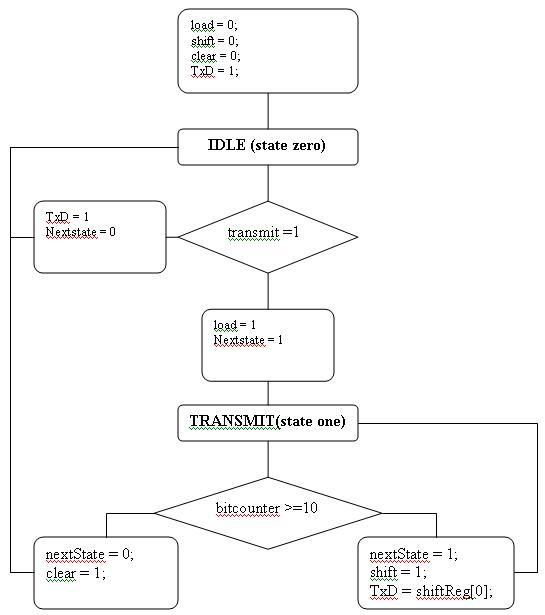 load = 0;
shift = 0;
clear = 0;
TxD = 1;
IDLE (state zero)
TxD = 1
Nextstate = 0
transmit =1
load = 1
Nextstate = 1
TRANSMIT(state one)
bitcounter >=10
nextState = 0;
clear = 1;
nextState = 1;
shift = 1;
TxD = shiftReg[0];